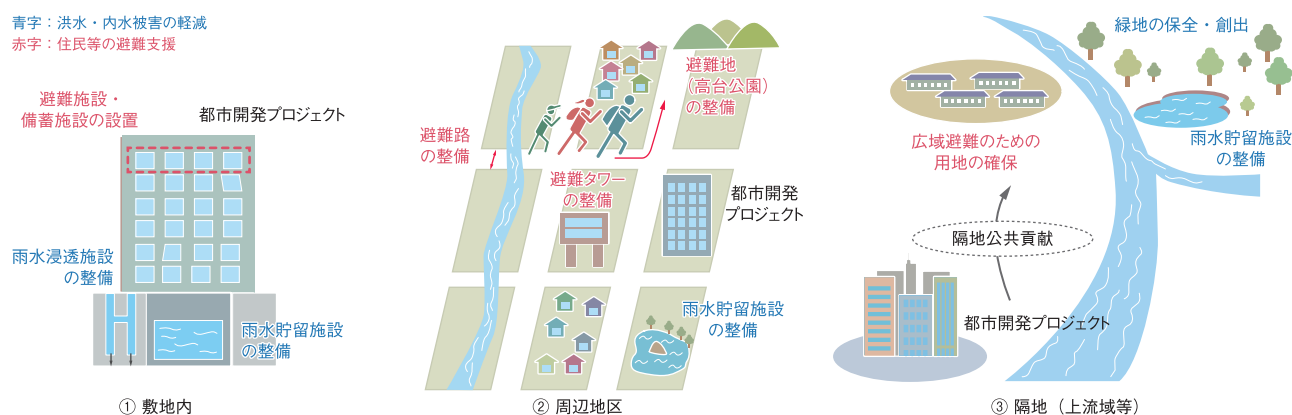 青字：洪水・内水被害の軽減
赤字：住民等の避難支援
避難施設・
備蓄施設の設置
都市開発プロジェクト
雨水浸透施設
の整備
雨水貯留施設
の整備
① 敷地内
避難地
（高台公園）
の整備
避難路
の整備
避難タワー
の整備
都市開発
プロジェクト
雨水貯留施設
の整備
② 周辺地区
緑地の保全・創出
雨水貯留施設
の整備
広域避難のための
用地の確保
隔地公共貢献
都市開発プロジェクト
③ 隔地（上流域等）